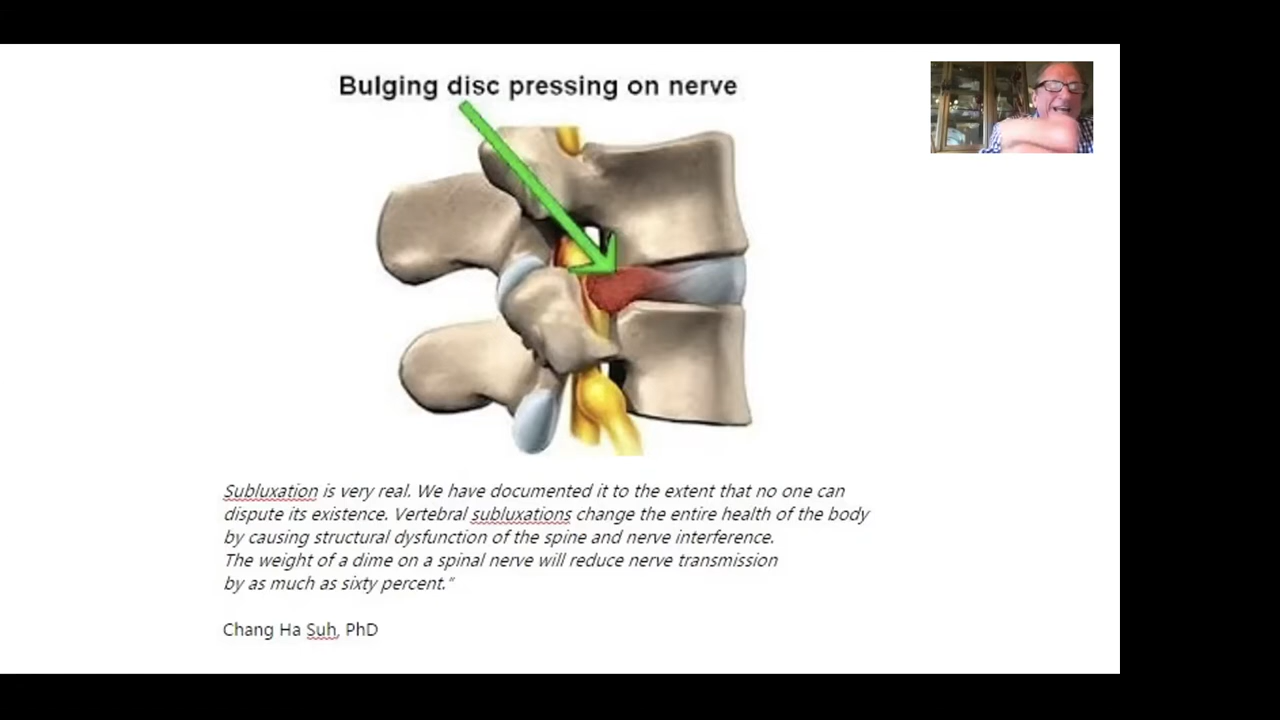 Bulging disc pressing on nerve
Subluxation is very real. We have documented it to the extent that no one can
dispute its existence. Vertebral subluxations change the entire health of the body
by causing structural dysfunction of the spine and nerve interference.
The weight of a dime on a spinal nerve will reduce nerve transmission
by as much as sixty percent."
Chang Ha Suh, PhD